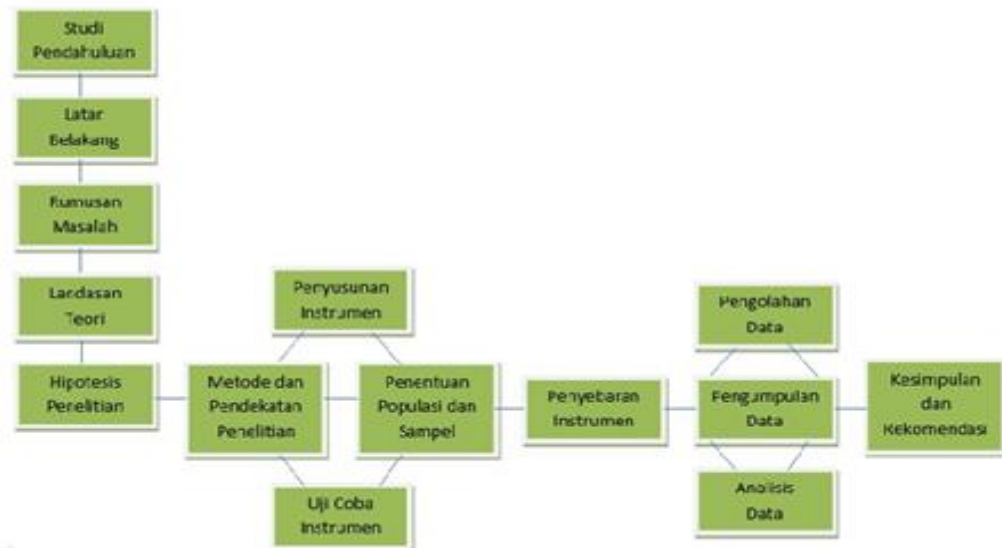 Studi
Pendahuluan
Latar
Belakang
Rumusan
Masalah
Landasan
Teori
Hipotesis
Penelitian
Metode dan
Pendekatan
Penelitian
Penyusunan
Instrumen
Uji Coba
Instrumen
Penentuan
Populasi dan
Sampel
Penyebaran
Instrumen
Pengolahan
Data
Pengumpulan
Data
Analisis
Data
Kesimpulan
dan
Rekomendasi